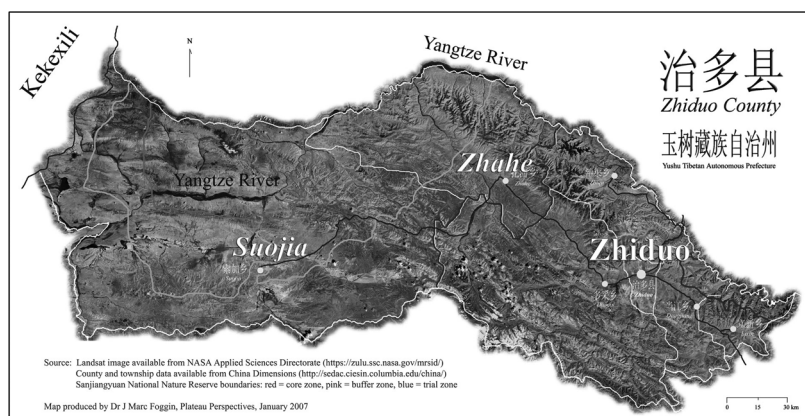 Kekexili
N
Yangtze River
治多县
Zhiduo County
玉树藏族自治州
Yushu Tibetan Autonomous Prefecture
Yangtze River
Zhahe
Suojia
Zhiduo
Source: Landsat image available from NASA Applied Sciences Directorate (https://zulu.ssc.nasa.gov/mrsid/)
County and township data available from China Dimensions (http://sedac.ciesin.columbia.edu/china/)
Sanjiangyuan National Nature Reserve boundaries: red = core zone, pink = buffer zone, blue = trial zone
Map produced by Dr J Marc Foggin, Plateau Perspectives, January 2007
0 15 30 km